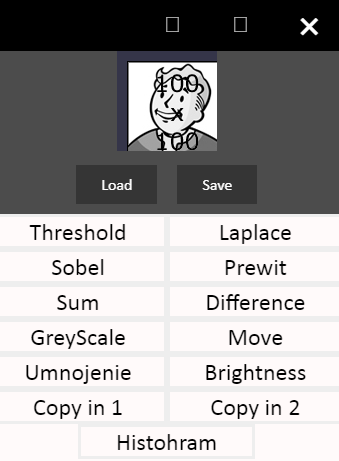 100
x
100
Load Save
Threshold Laplace
Sobel Prewit
Sum Difference
GreyScale Move
Umnojenie Brightness
Copy in 1 Copy in 2
Histohram